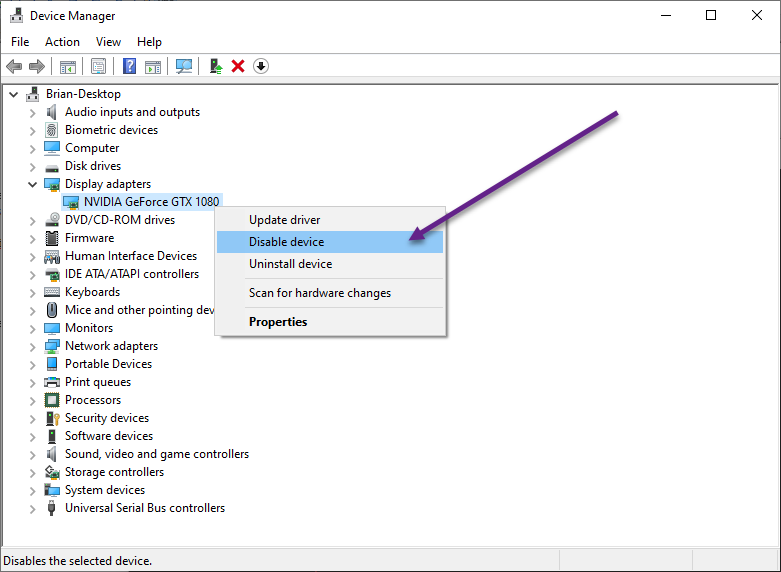 Device Manager
File Action View Help
Brian-Desktop
Audio inputs and outputs
Biometric devices
Computer
Disk drives
Display adapters
NVIDIA GeForce GTX 1080
DVD/CD-ROM drives
Firmware
Human Interface Devices
IDE ATA/ATAPI controllers
Keyboards
Mice and other pointing dev
Monitors
Network adapters
Portable Devices
Print queues
Processors
Security devices
Software devices
Sound, video and game controllers
Storage controllers
System devices
Universal Serial Bus controllers
Update driver
Disable device
Uninstall device
Scan for hardware changes
Properties
Disables the selected device.